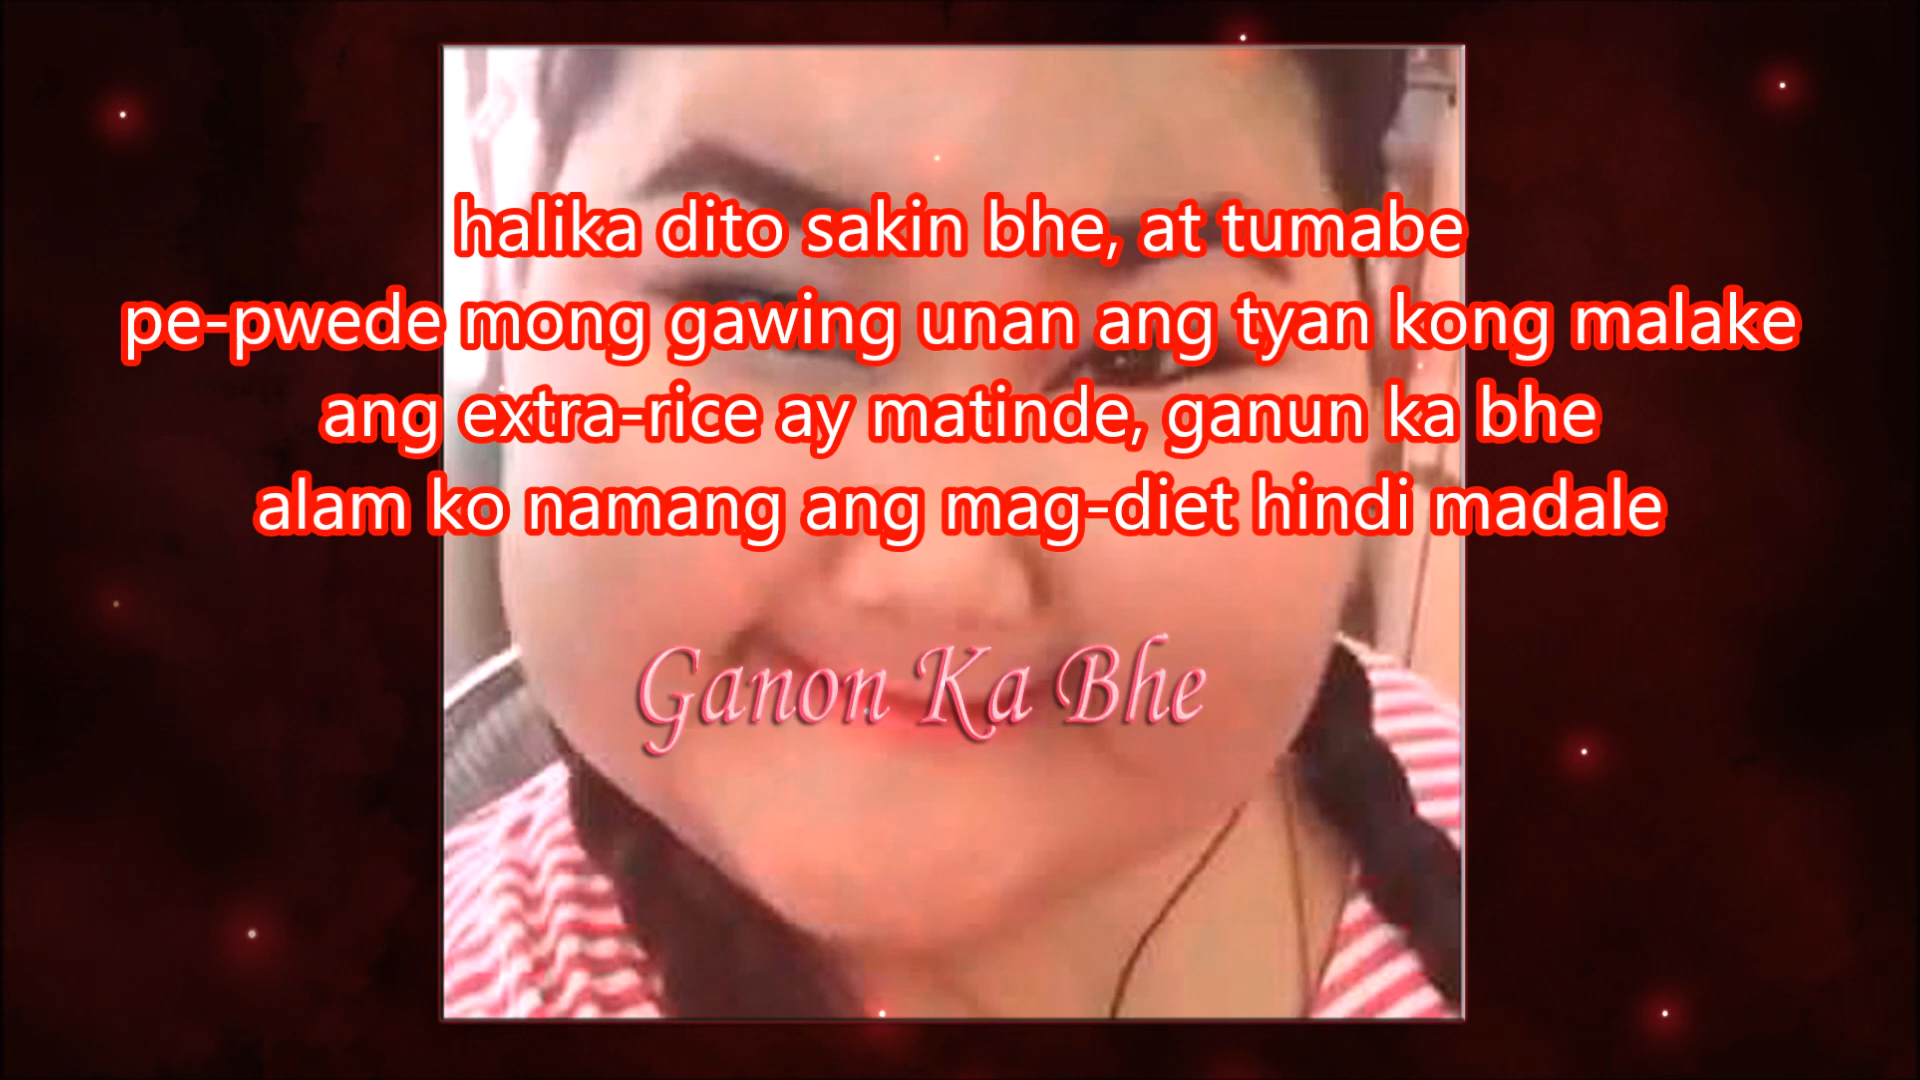 halika dito sakin bhe, at tumabe
pe-pwede mong gawing unan ang tyan kong malake
ang extra-rice ay matinde, ganun ka bhe
alam ko namang ang mag-diet hindi madale
Ganon Ka Bhe